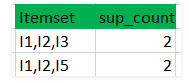 Itemset sup_count
I1,I2,I3 2
I1,I2,I5 2